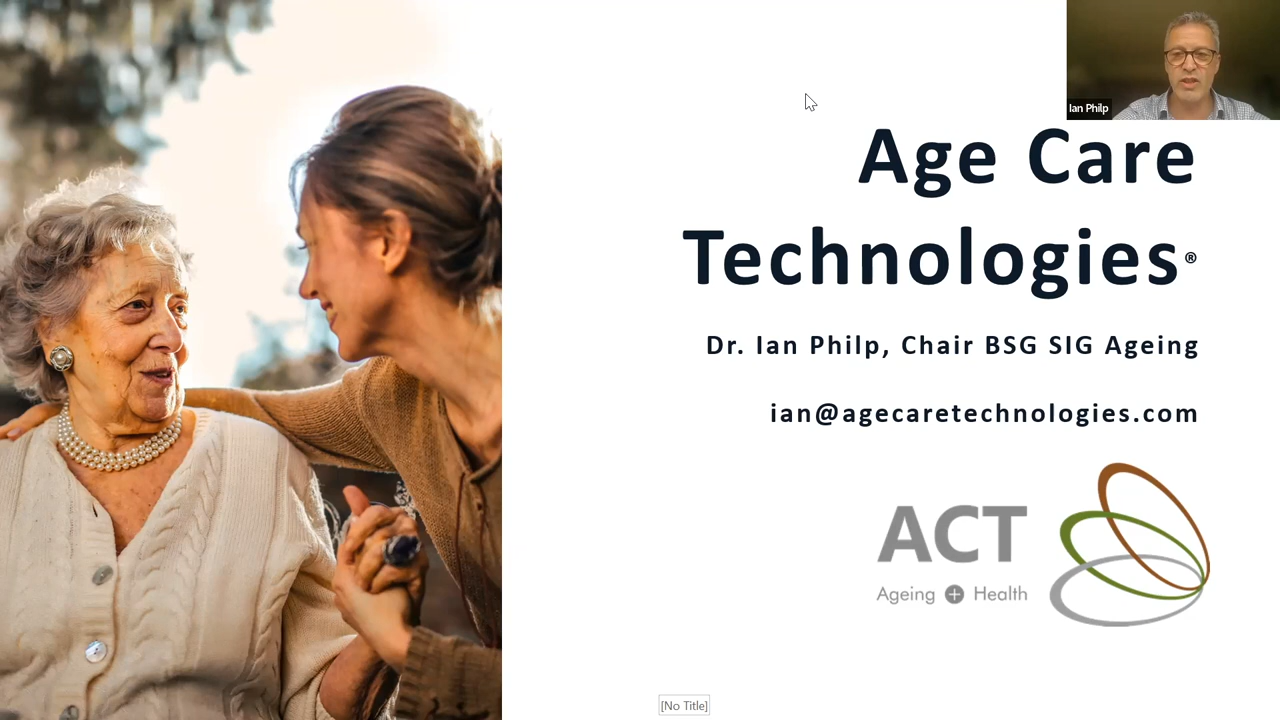 Ian Philp
Age Care
Technologies®
Dr. Ian Philp, Chair BSG SIG Ageing
ian@agecaretechnologies.com
ACT
Ageing + Health
[No Title]